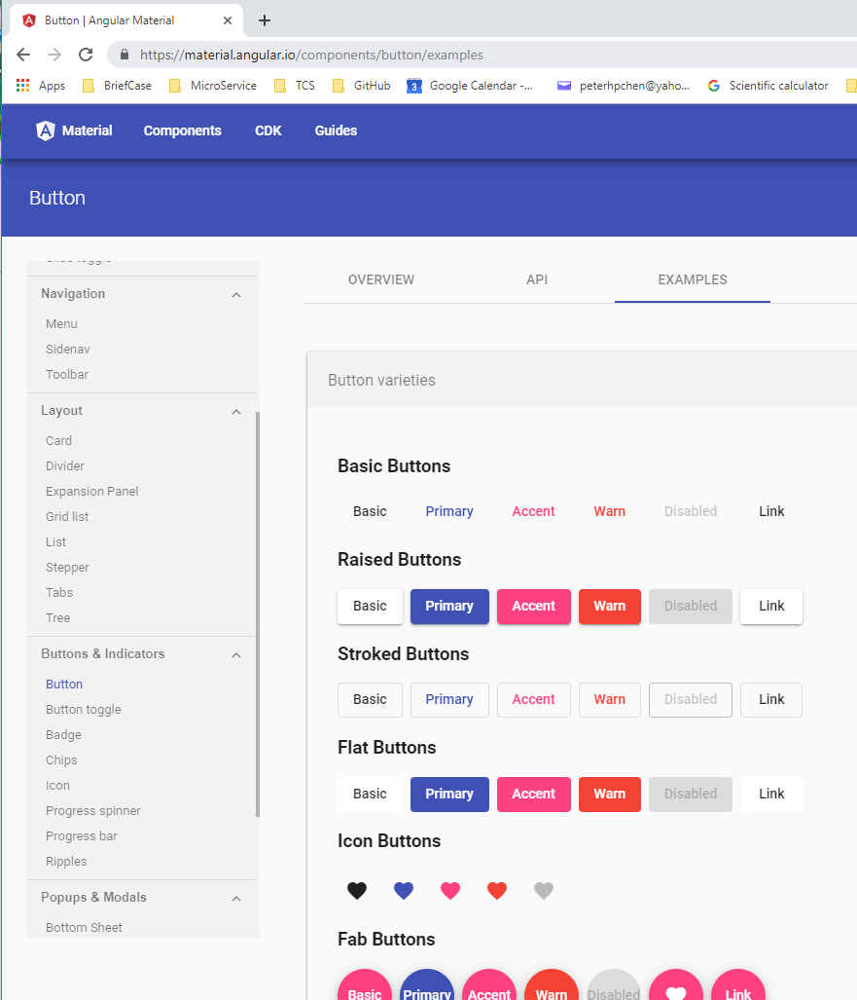 Button | Angular Material
https://material.angular.io/components/button/examples
Apps BriefCase MicroService TCS GitHub 3 Google Calendar -... peterhpchen@yaho... G Scientific calculator
A Material Components CDK Guides
Button
Slide toggle
Navigation
Menu
Sidenav
Toolbar
Layout
Card
Divider
Expansion Panel
Grid list
List
Stepper
Tabs
Tree
Buttons & Indicators
Button
Button toggle
Badge
Chips
Icon
Progress spinner
Progress bar
Ripples
Popups & Modals
Bottom Sheet
OVERVIEW API EXAMPLES
Button varieties
Basic Buttons
Basic Primary Accent Warn Disabled Link
Raised Buttons
Basic Primary Accent Warn Disabled Link
Stroked Buttons
Basic Primary Accent Warn Disabled Link
Flat Buttons
Basic Primary Accent Warn Disabled Link
Icon Buttons
Fab Buttons
Basic Primary Accent Warn Disabled Link